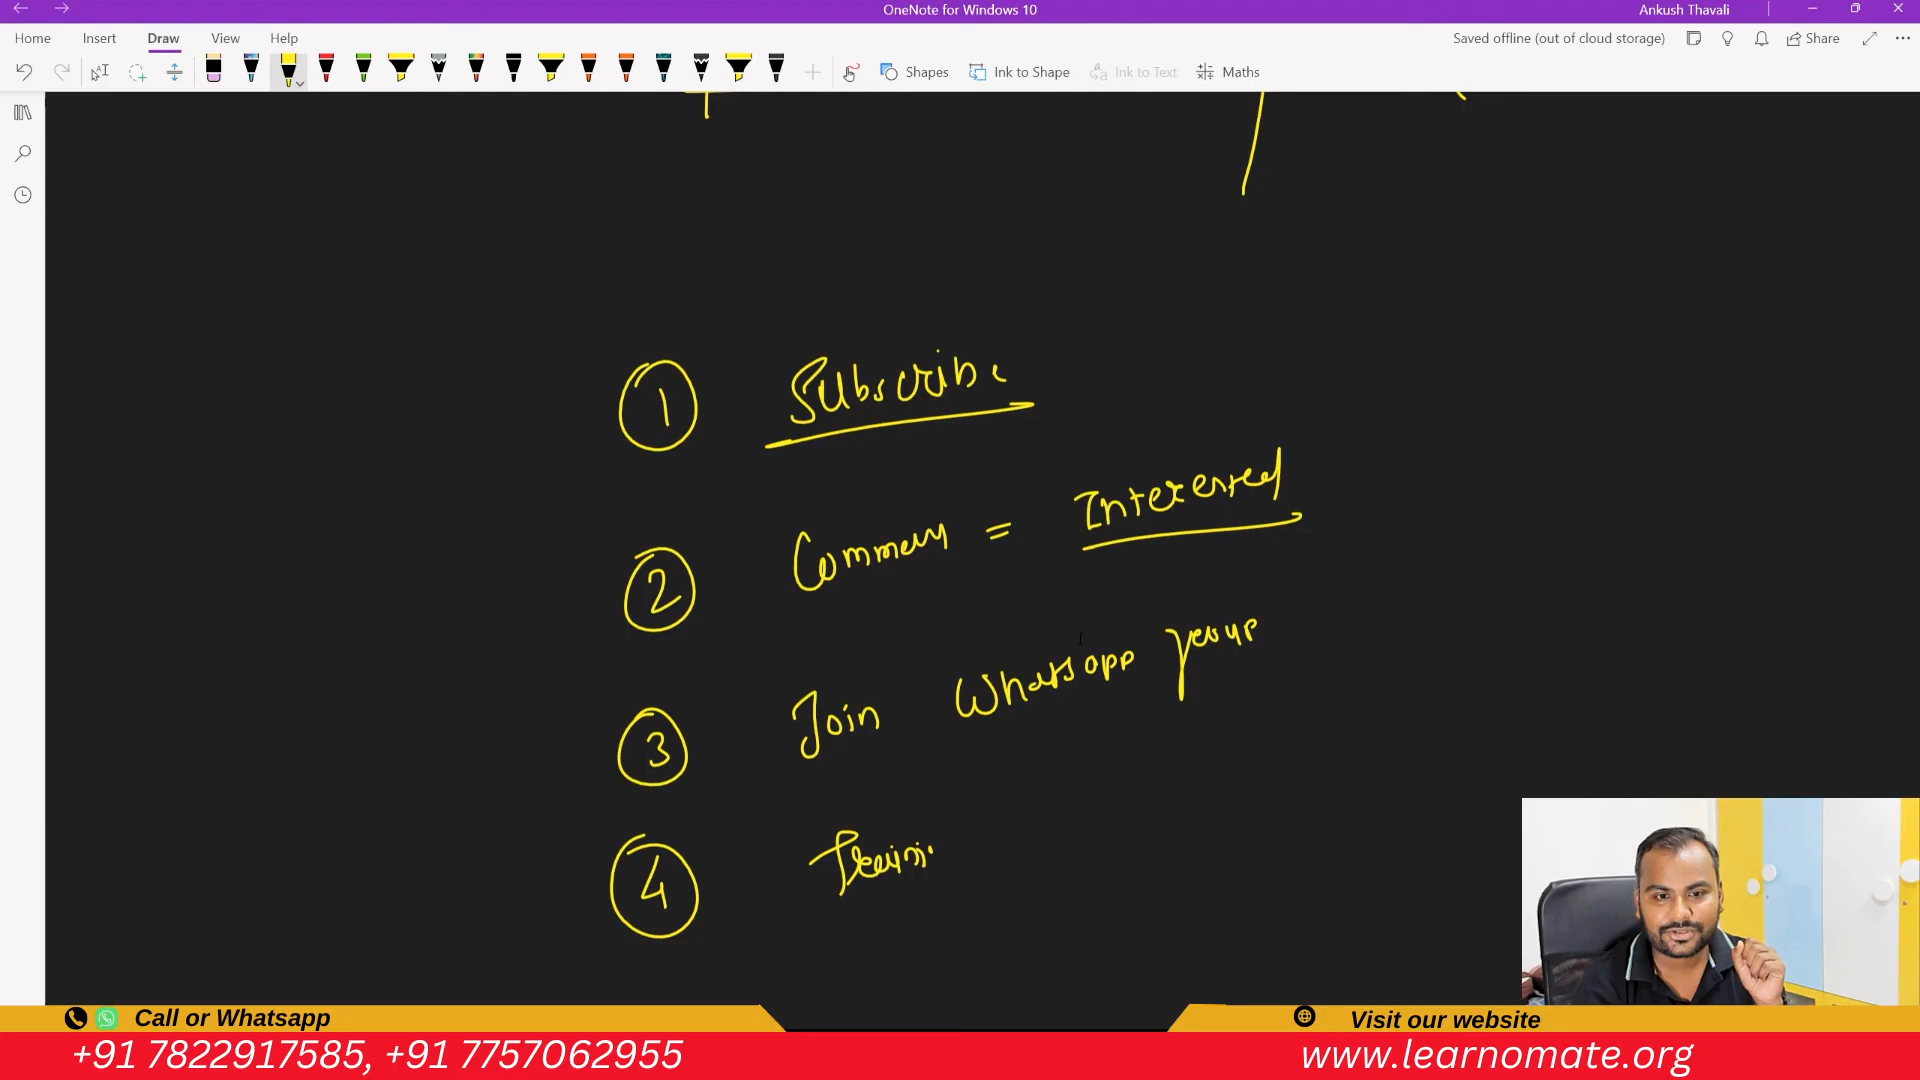 OneNote for Windows 10
Ankush Thavali
Home Insert Draw View Help
Saved offline (out of cloud storage) Share
Shapes Ink to Shape Ink to Text Maths
1 Subscribe
2 Comment = Interested
3 Join Whatsapp group
4 Traini
Call or Whatsapp
+91 7822917585, +91 7757062955
Visit our website
www.learnomate.org